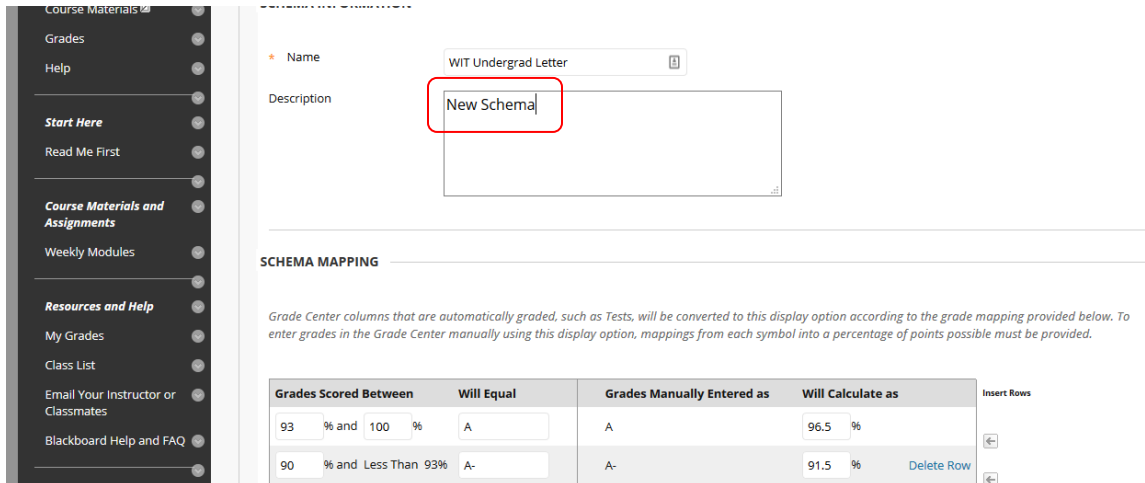 Course Materials
Grades
Help
Start Here
Read Me First
Course Materials and
Assignments
Weekly Modules
Resources and Help
My Grades
Class List
Email Your Instructor or
Classmates
Blackboard Help and FAQ
SCHEMA INFORMATION
* Name
WIT Undergrad Letter
Description
New Schema
SCHEMA MAPPING
Grade Center columns that are automatically graded, such as Tests, will be converted to this display option according to the grade mapping provided below. To
enter grades in the Grade Center manually using this display option, mappings from each symbol into a percentage of points possible must be provided.
Grades Scored Between Will Equal Grades Manually Entered as Will Calculate as Insert Rows
93 % and 100 % A A 96.5 %
90 % and Less Than 93% A- A- 91.5 % Delete Row